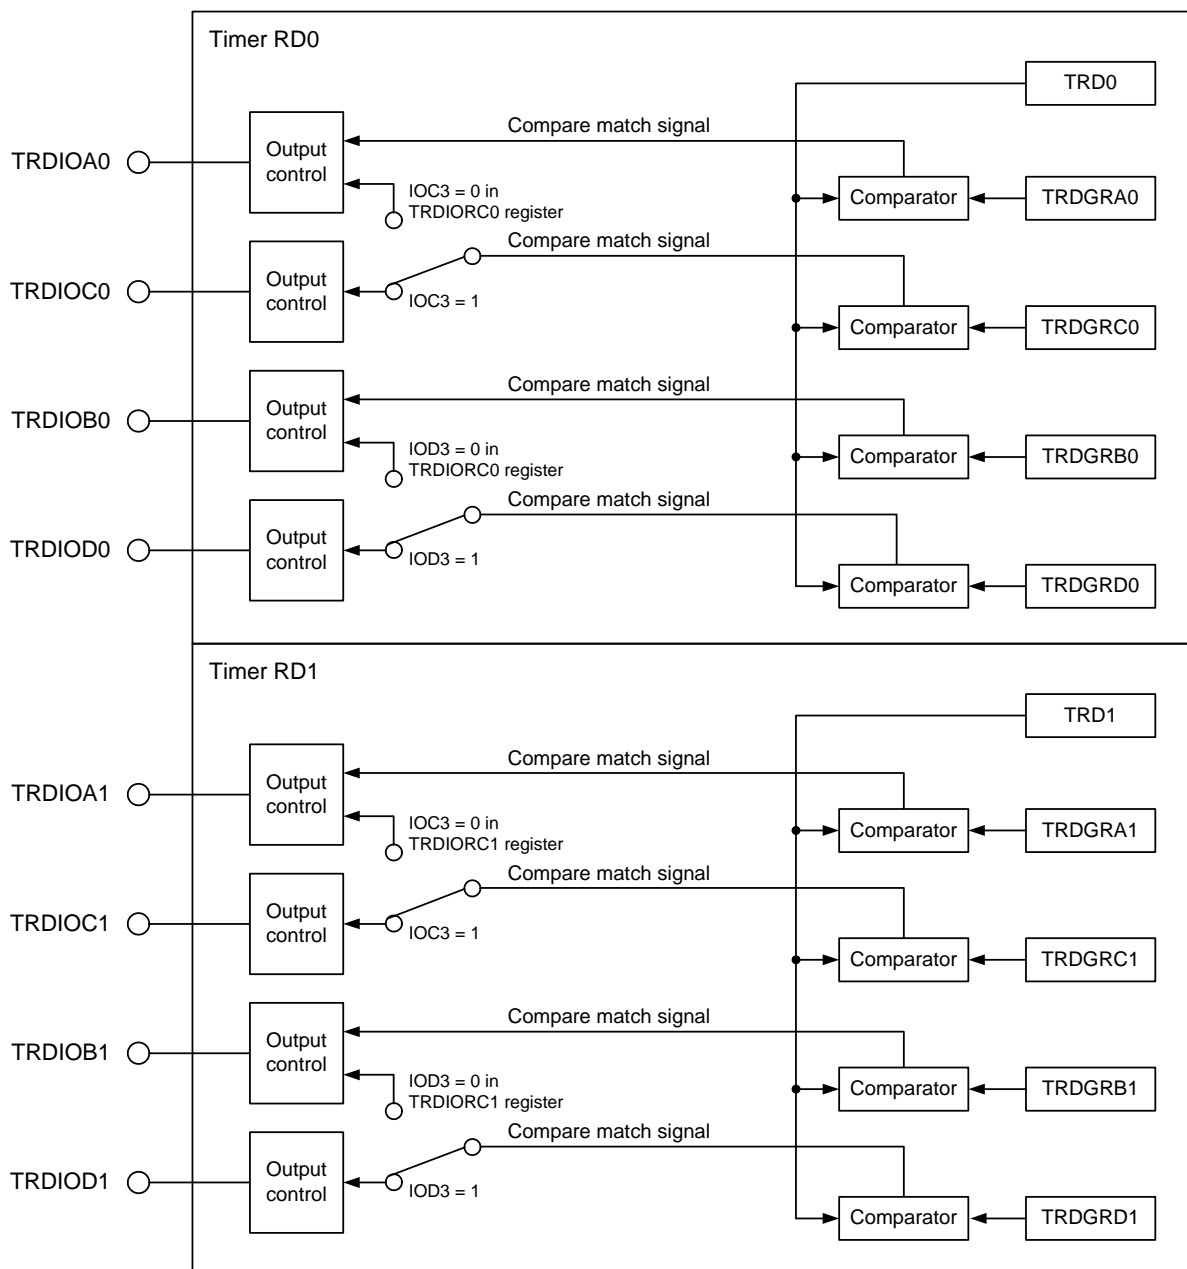 Timer RD0
TRD0
Compare match signal
TRDIOA0
Output
control
IOC3 = 0 in
TRDIORC0 register
Comparator
TRDGRA0
Compare match signal
TRDIOC0
Output
control
IOC3 = 1
Comparator
TRDGRC0
Compare match signal
TRDIOB0
Output
control
IOD3 = 0 in
TRDIORC0 register
Comparator
TRDGRB0
Compare match signal
TRDIOD0
Output
control
IOD3 = 1
Comparator
TRDGRD0
Timer RD1
TRD1
Compare match signal
TRDIOA1
Output
control
IOC3 = 0 in
TRDIORC1 register
Comparator
TRDGRA1
Compare match signal
TRDIOC1
Output
control
IOC3 = 1
Comparator
TRDGRC1
Compare match signal
TRDIOB1
Output
control
IOD3 = 0 in
TRDIORC1 register
Comparator
TRDGRB1
Compare match signal
TRDIOD1
Output
control
IOD3 = 1
Comparator
TRDGRD1